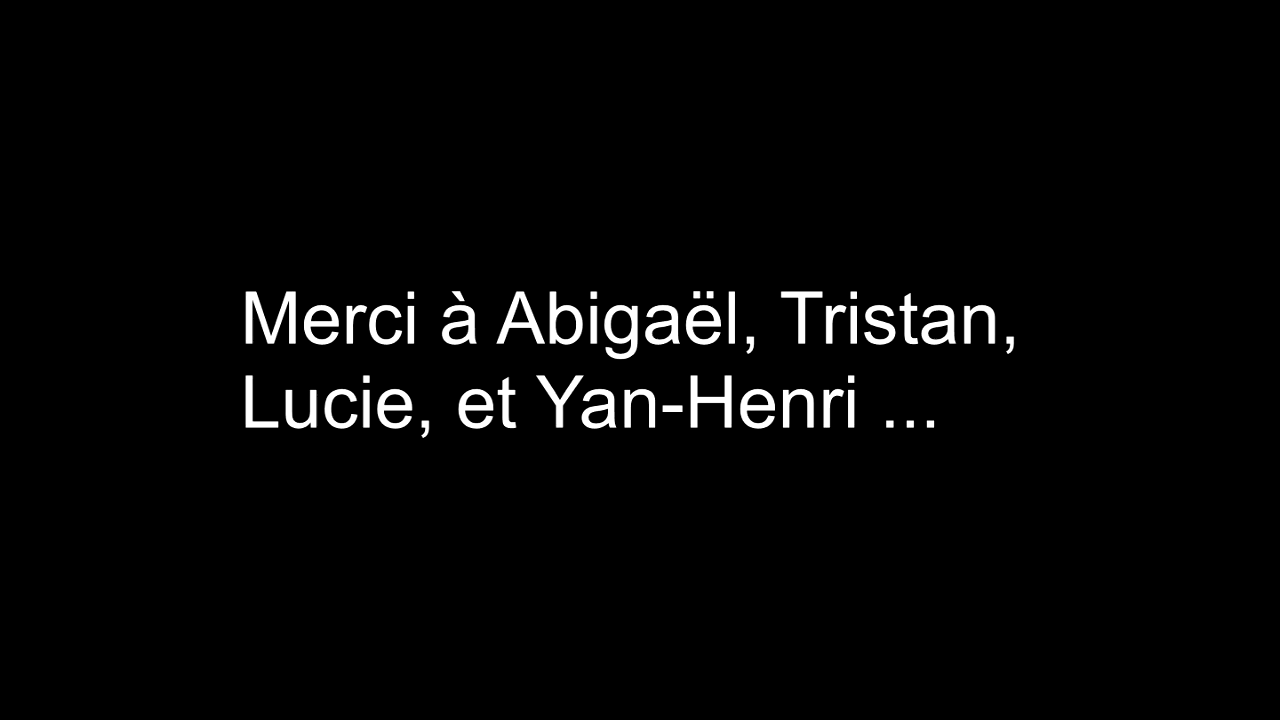 Merci à Abigaël, Tristan,
Lucie, et Yan-Henri ...